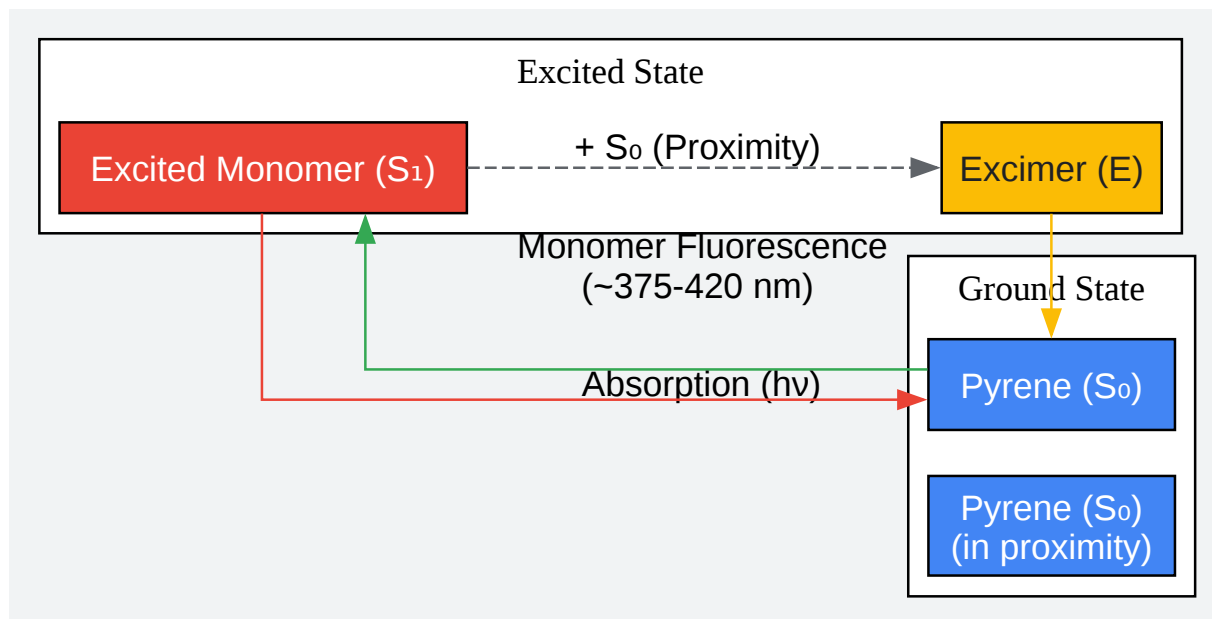 Excited State
Excited Monomer (S₁)
+ S₀ (Proximity)
Excimer (E)
Monomer Fluorescence
(~375-420 nm)
Ground State
Absorption (hν)
Pyrene (S₀)
Pyrene (S₀)
(in proximity)